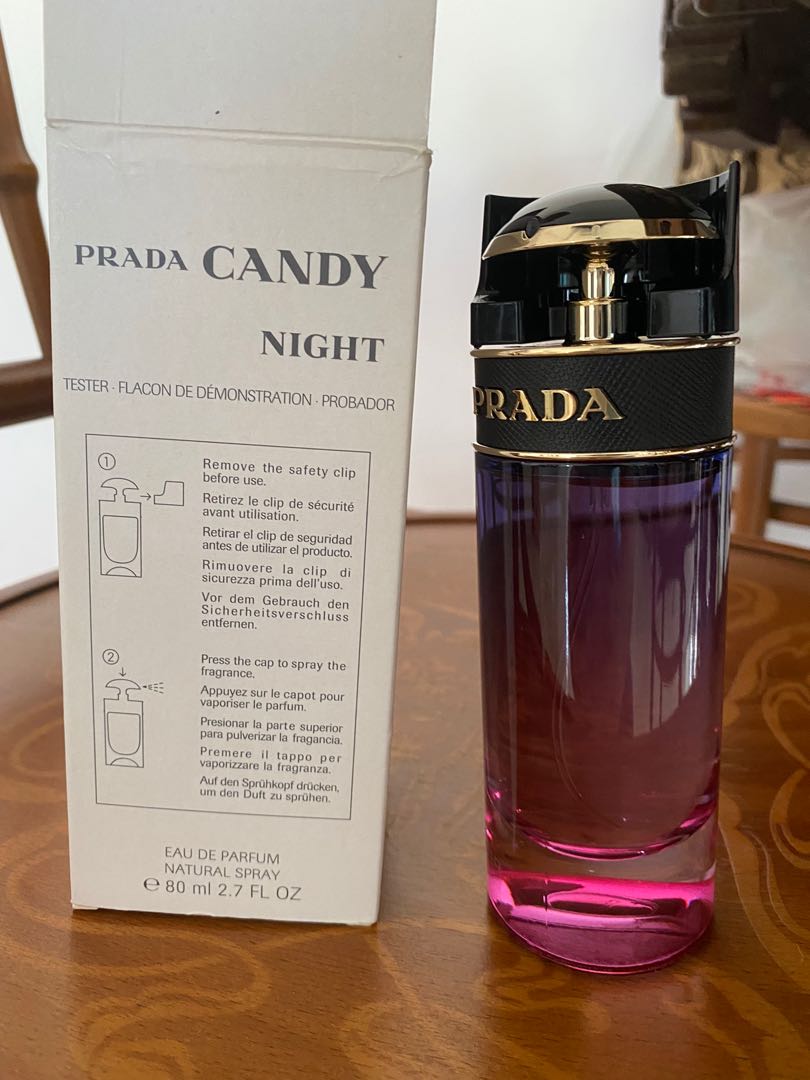 PRADA CANDY
NIGHT
TESTER · FLACON DE DÉMONSTRATION · PROBADOR
1
Remove the safety clip
before use.
Retirez le clip de sécurité
avant utilisation.
Retirar el clip de seguridad
antes de utilizar el producto.
Rimuovere la clip di
sicurezza prima dell'uso.
Vor dem Gebrauch den
Sicherheitsverschluss
entfernen.
2
Press the cap to spray the
fragrance.
Appuyez sur le capot pour
vaporiser le parfum.
Presionar la parte superior
para pulverizar la fragancia.
Premere il tappo per
vaporizzare la fragranza.
Auf den Sprühkopf drücken,
um den Duft zu sprühen.
EAU DE PARFUM
NATURAL SPRAY
℮ 80 ml 2.7 FL OZ
PRADA